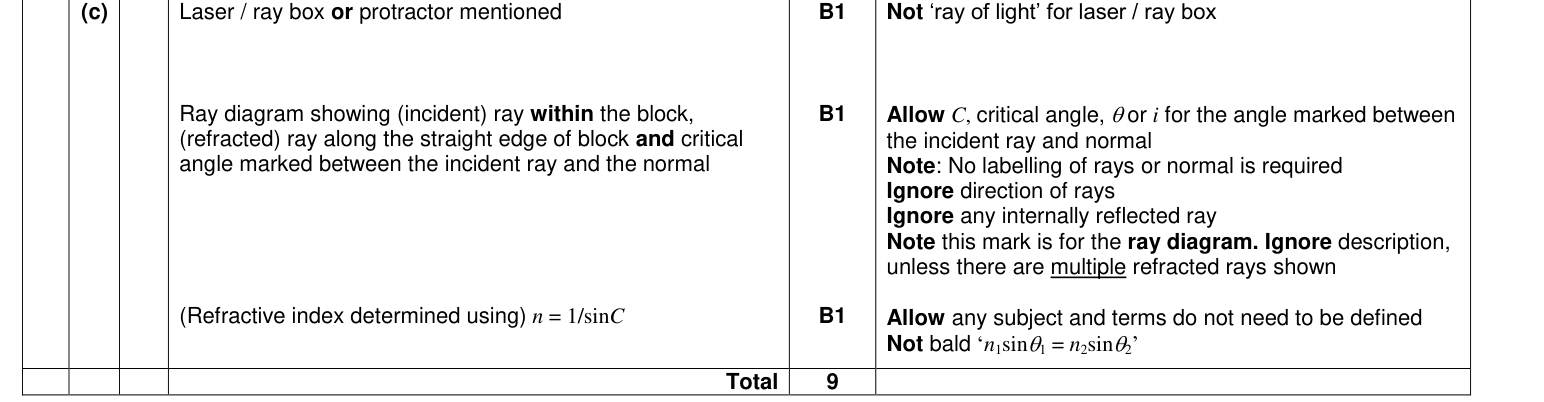 (c) Laser / ray box or protractor mentioned B1 Not ‘ray of light’ for laser / ray box
Ray diagram showing (incident) ray within the block, B1 Allow C, critical angle, θ or i for the angle marked between
(refracted) ray along the straight edge of block and critical the incident ray and normal
angle marked between the incident ray and the normal Note: No labelling of rays or normal is required
Ignore direction of rays
Ignore any internally reflected ray
Note this mark is for the ray diagram. Ignore description,
unless there are multiple refracted rays shown
(Refractive index determined using) n = 1/sinC B1 Allow any subject and terms do not need to be defined
Not bald ‘n₁sinθ₁ = n₂sinθ₂’
Total 9